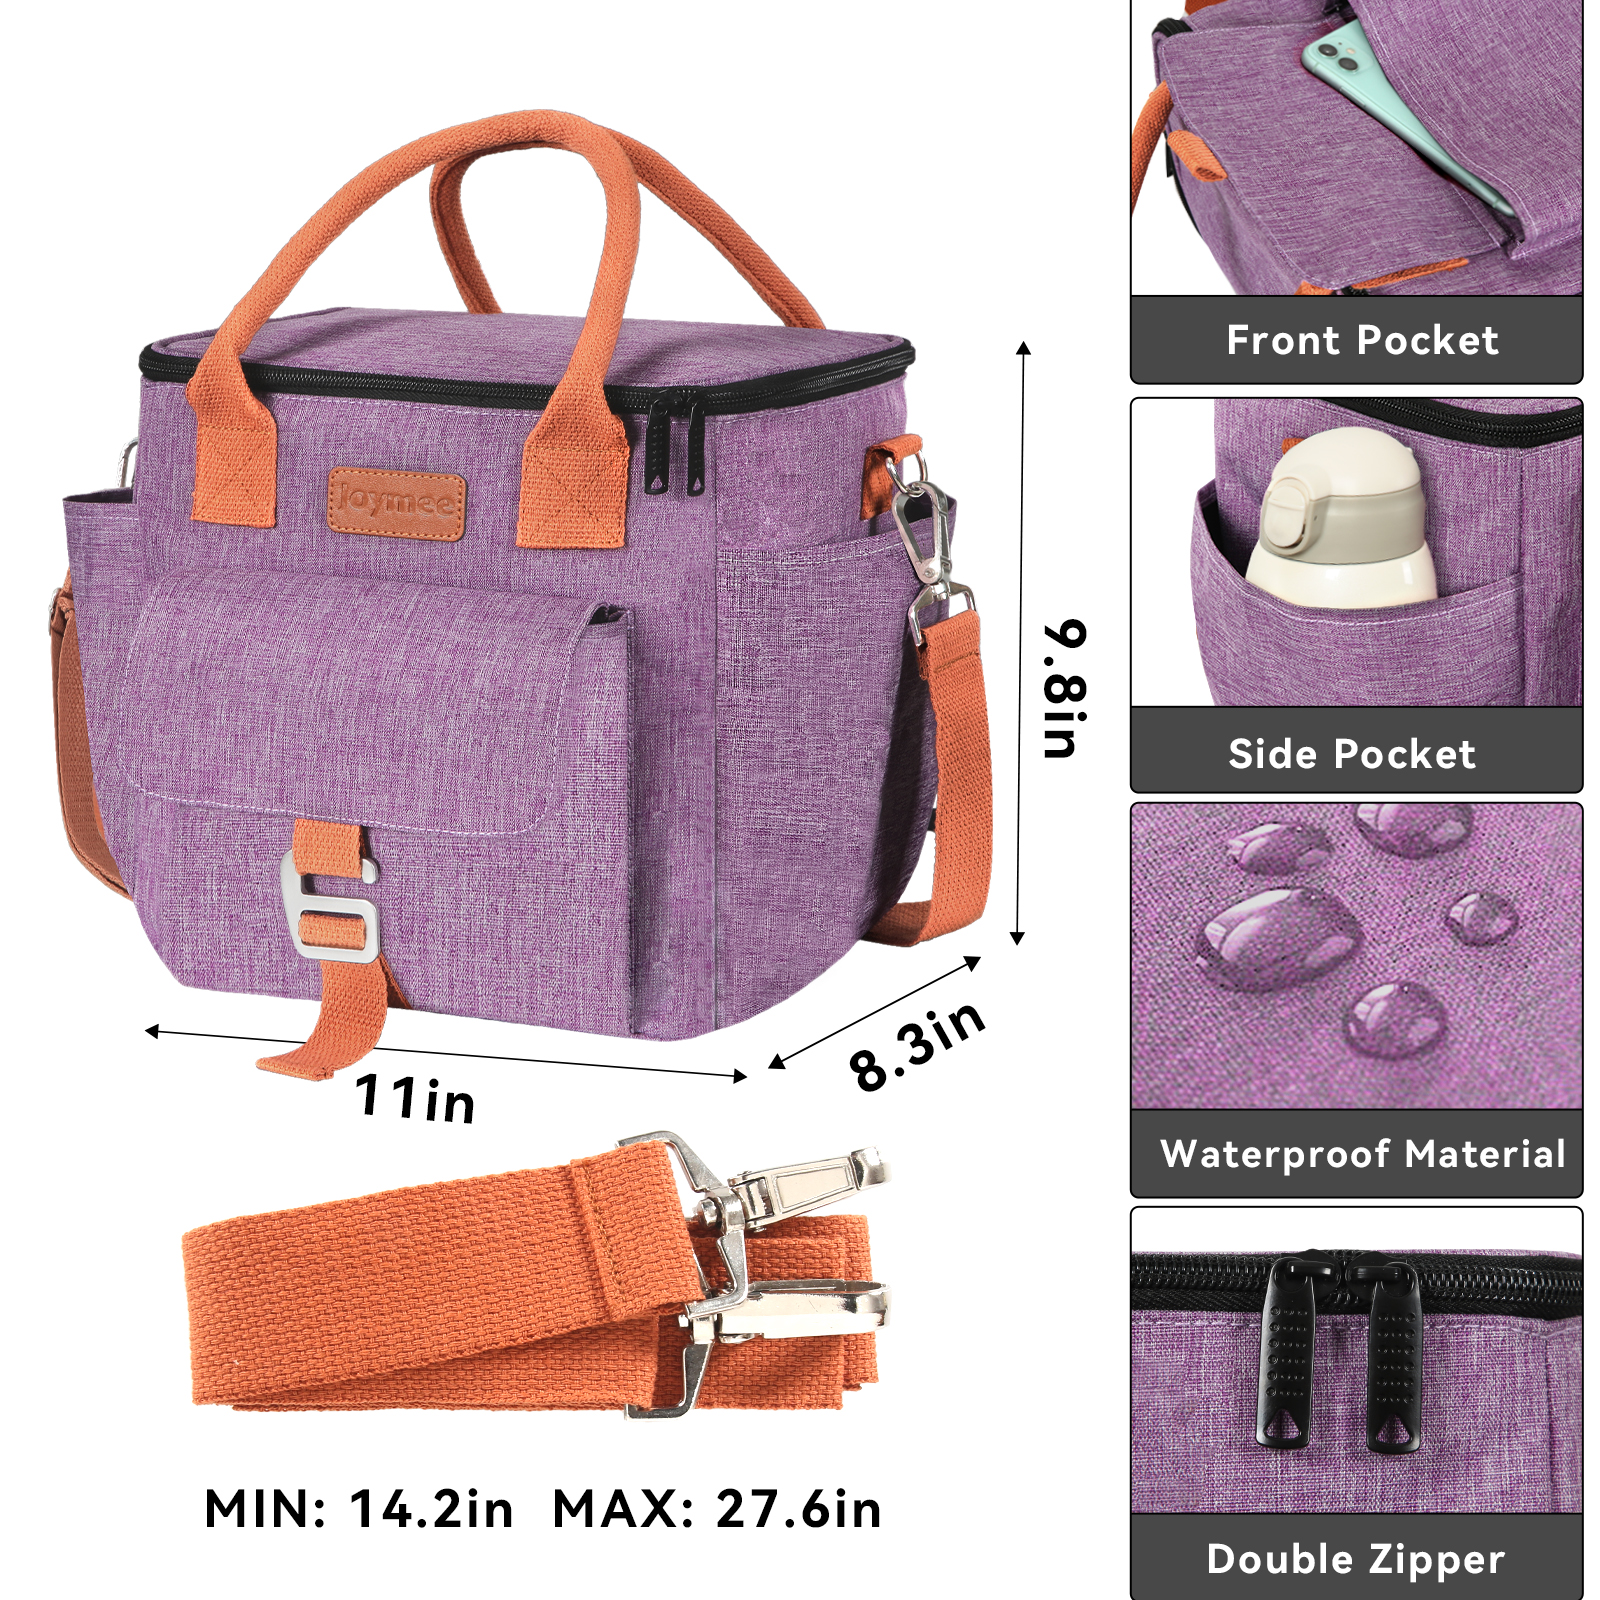 Jaymee
9.8in
8.3in
11in
MIN: 14.2in MAX: 27.6in
Front Pocket
Side Pocket
Waterproof Material
Double Zipper